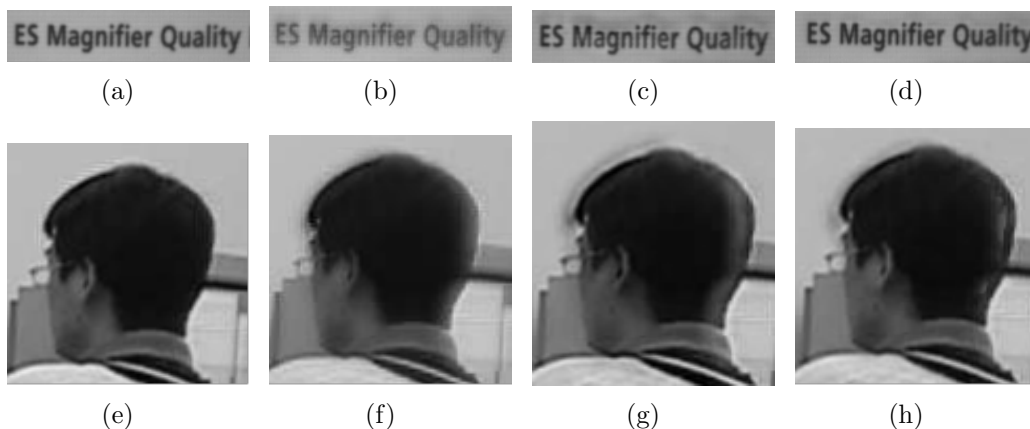 ES Magnifier Quality
ES Magnifier Quality
ES Magnifier Quality
ES Magnifier Quality
(a)
(b)
(c)
(d)
(e)
(f)
(g)
(h)